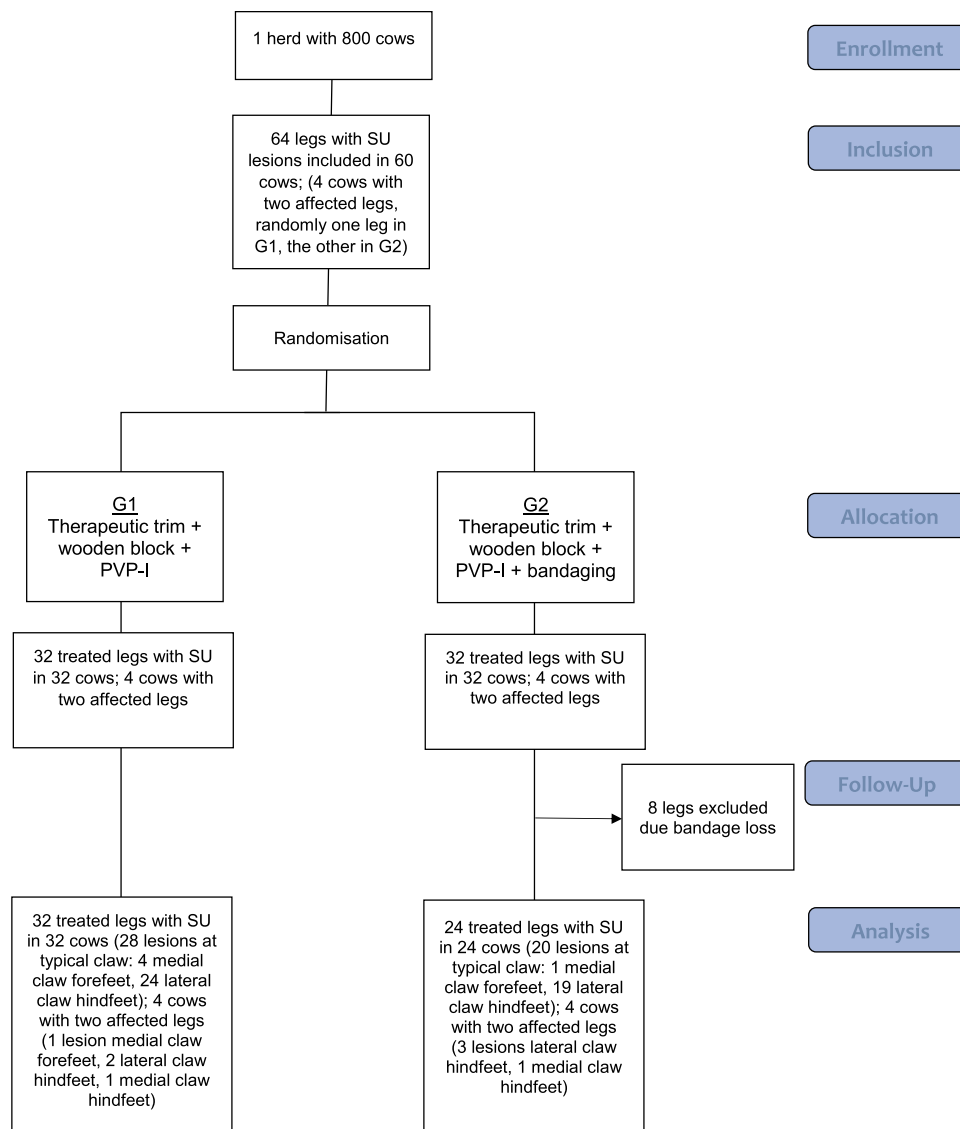 1 herd with 800 cows
Enrollment
64 legs with SU
lesions included in 60
cows; (4 cows with
two affected legs,
randomly one leg in
G1, the other in G2)
Inclusion
Randomisation
G1
Therapeutic trim +
wooden block +
PVP-I
G2
Therapeutic trim +
wooden block +
PVP-I + bandaging
Allocation
32 treated legs with SU
in 32 cows; 4 cows with
two affected legs
32 treated legs with SU
in 32 cows; 4 cows with
two affected legs
Follow-Up
8 legs excluded
due bandage loss
32 treated legs with SU
in 32 cows (28 lesions at
typical claw: 4 medial
claw forefeet, 24 lateral
claw hindfeet); 4 cows
with two affected legs
(1 lesion medial claw
forefeet, 2 lateral claw
hindfeet, 1 medial claw
hindfeet)
24 treated legs with SU
in 24 cows (20 lesions at
typical claw: 1 medial
claw forefeet, 19 lateral
claw hindfeet); 4 cows
with two affected legs
(3 lesions lateral claw
hindfeet, 1 medial claw
hindfeet)
Analysis